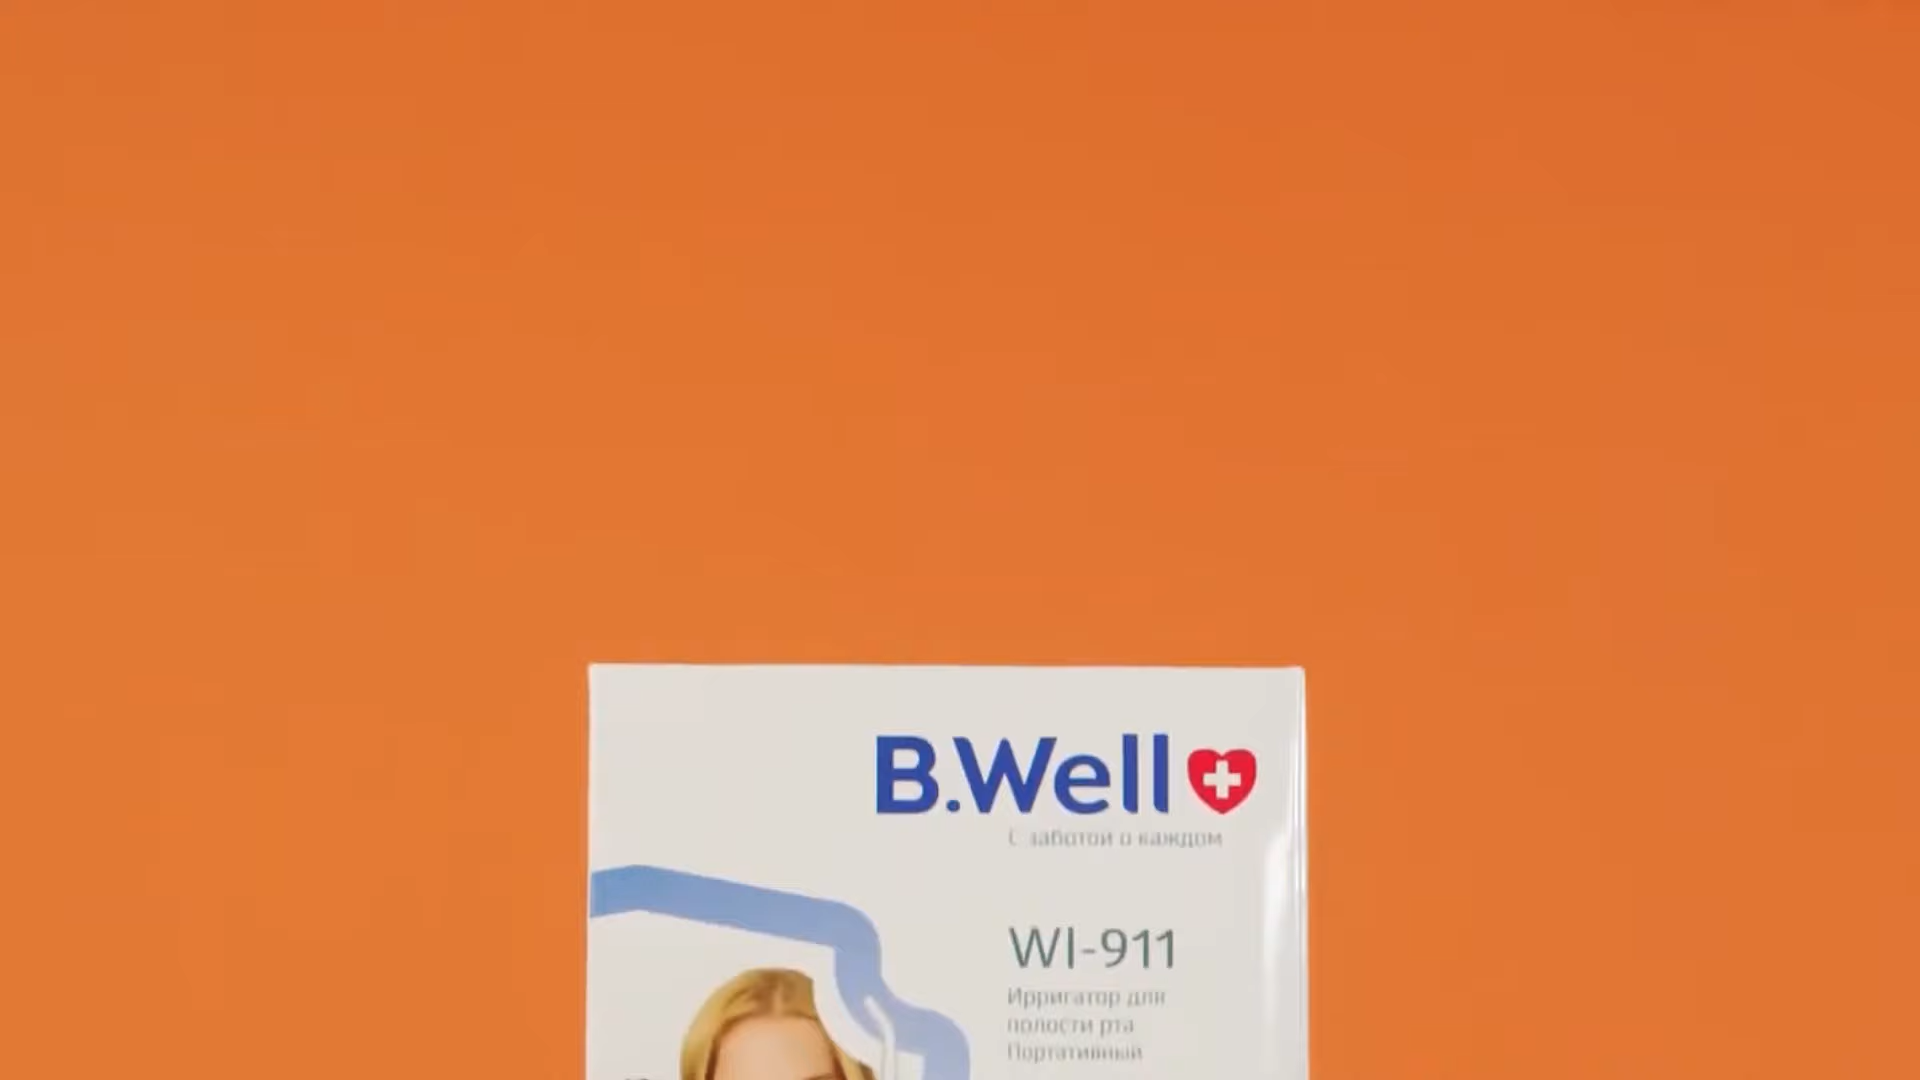 B.Well
С заботой о каждом
WI-911
Ирригатор для
полости рта
Портативный